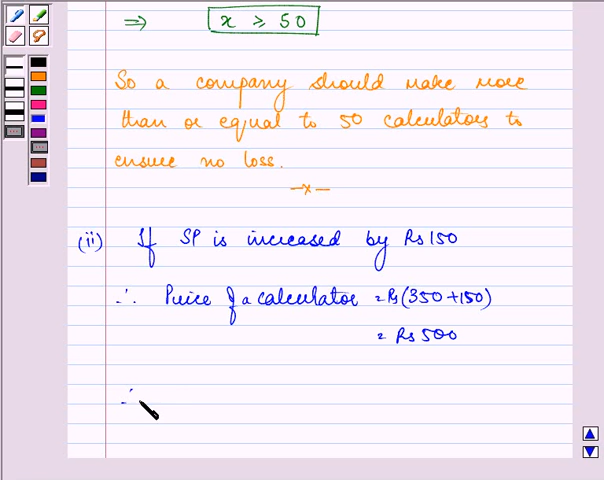 ⇒ x ≥ 50
So a company should make more
than or equal to 50 calculators to
ensure no loss.
—x—
(ii) If SP is increased by Rs 150
∴ Price of a calculator = Rs (350 + 150)
= Rs 500
∴